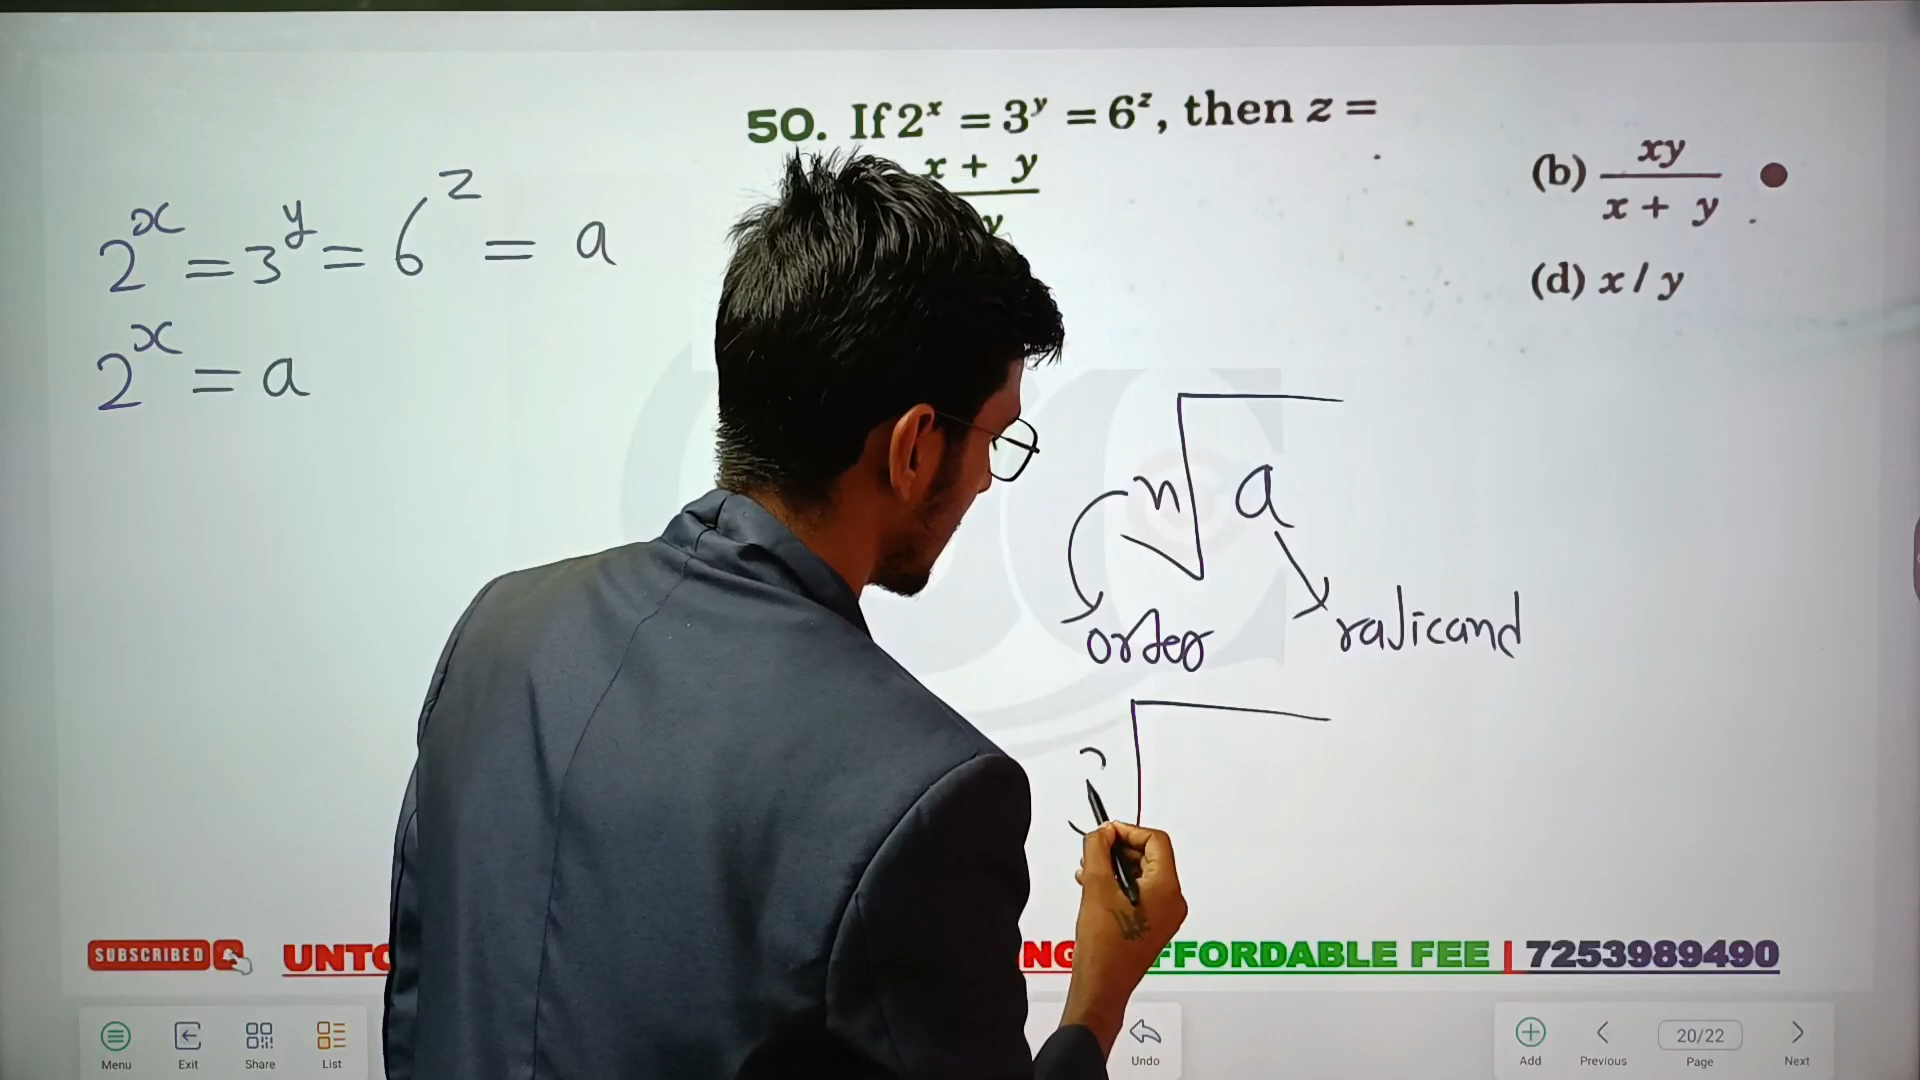 50. If 2ˣ = 3ʸ = 6ᶻ, then z =
x + y
y
(b) xy / x + y
(d) x / y
2ˣ = 3ʸ = 6ᶻ = a
2ˣ = a
n√a
order
radicand
SUBSCRIBED
NG
FFORDABLE FEE | 7253989490
Menu
Exit
Share
List
Undo
Add
Previous
20/22
Page
Next